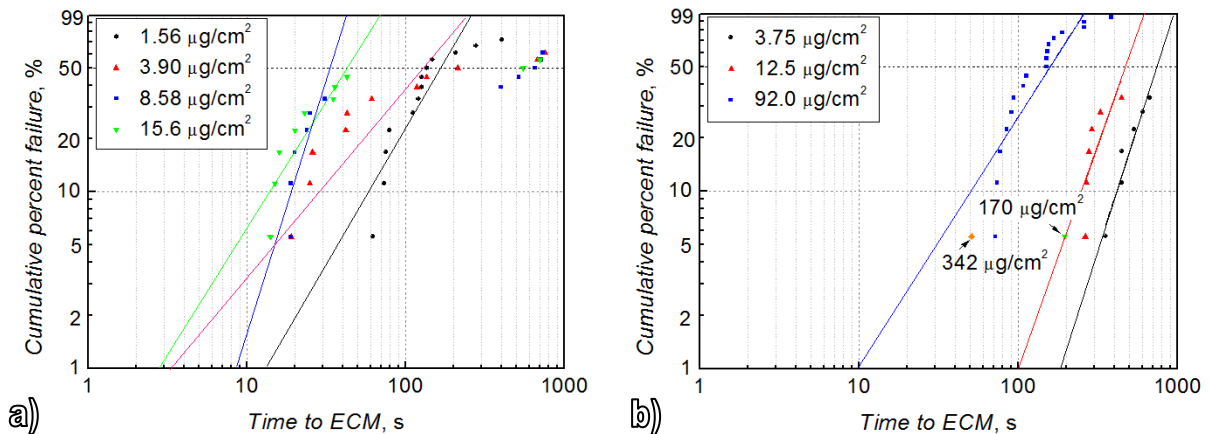 Cumulative percent failure, %
99
50
20
10
5
2
1
1.56 μg/cm²
3.90 μg/cm²
8.58 μg/cm²
15.6 μg/cm²
1
10
100
1000
Time to ECM, s
a)
Cumulative percent failure, %
99
50
20
10
5
2
1
3.75 μg/cm²
12.5 μg/cm²
92.0 μg/cm²
170 μg/cm²
342 μg/cm²
1
10
100
1000
Time to ECM, s
b)